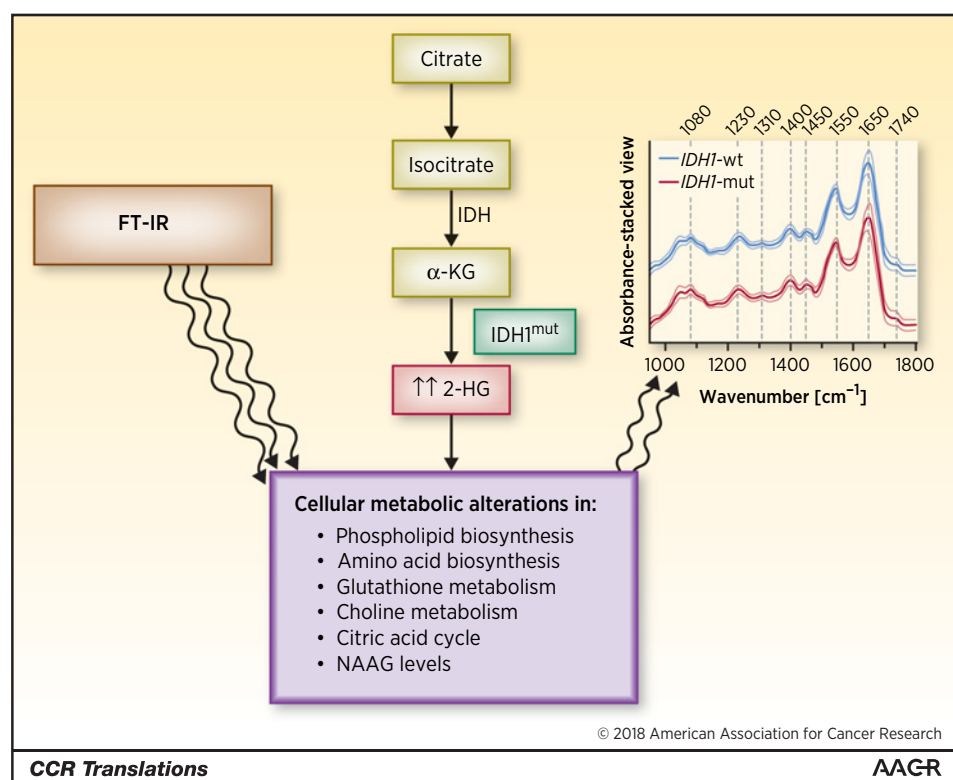 Citrate
Isocitrate
IDH
α-KG
IDH1mut
↑↑ 2-HG
FT-IR
Cellular metabolic alterations in:
• Phospholipid biosynthesis
• Amino acid biosynthesis
• Glutathione metabolism
• Choline metabolism
• Citric acid cycle
• NAAG levels
1080 1230 1310 1400 1450 1550 1650 1740
IDH1-wt
IDH1-mut
Absorbance-stacked view
1000 1200 1400 1600 1800
Wavenumber [cm⁻¹]
© 2018 American Association for Cancer Research
CCR Translations
AACR